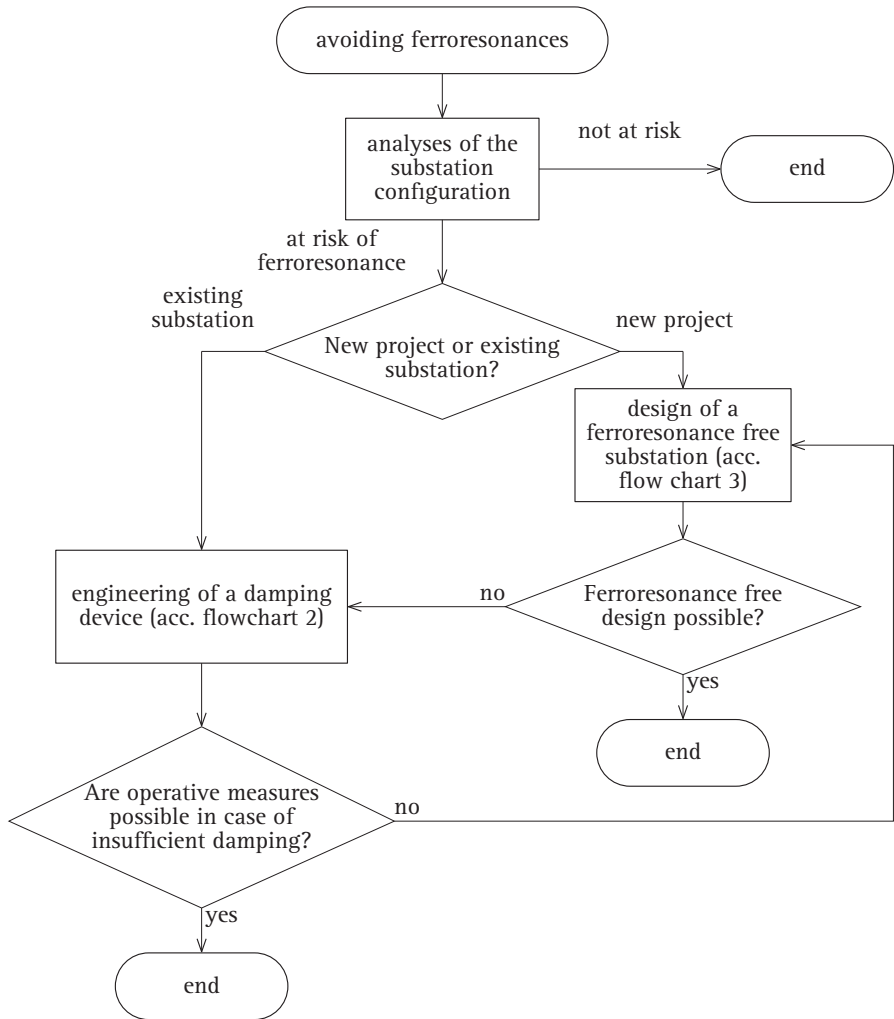 avoiding ferroresonances
analyses of the
substation
configuration
not at risk
end
at risk of
ferroresonance
existing
substation
New project or existing
substation?
new project
design of a
ferroresonance free
substation (acc.
flow chart 3)
engineering of a damping
device (acc. flowchart 2)
no
Ferroresonance free
design possible?
yes
end
Are operative measures
possible in case of
insufficient damping?
no
yes
end